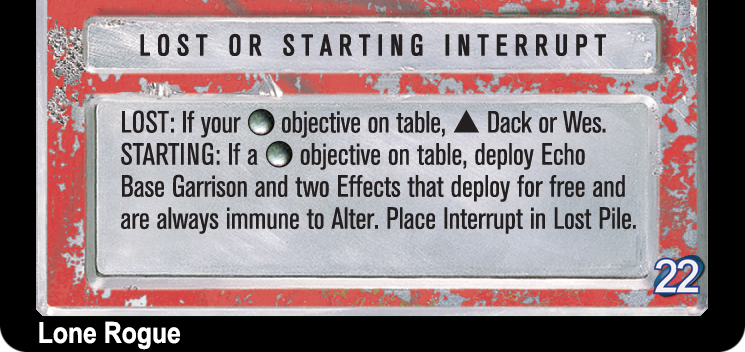 LOST OR STARTING INTERRUPT
LOST: If your objective on table, ▲ Dack or Wes.
STARTING: If a objective on table, deploy Echo
Base Garrison and two Effects that deploy for free and
are always immune to Alter. Place Interrupt in Lost Pile.
22
Lone Rogue